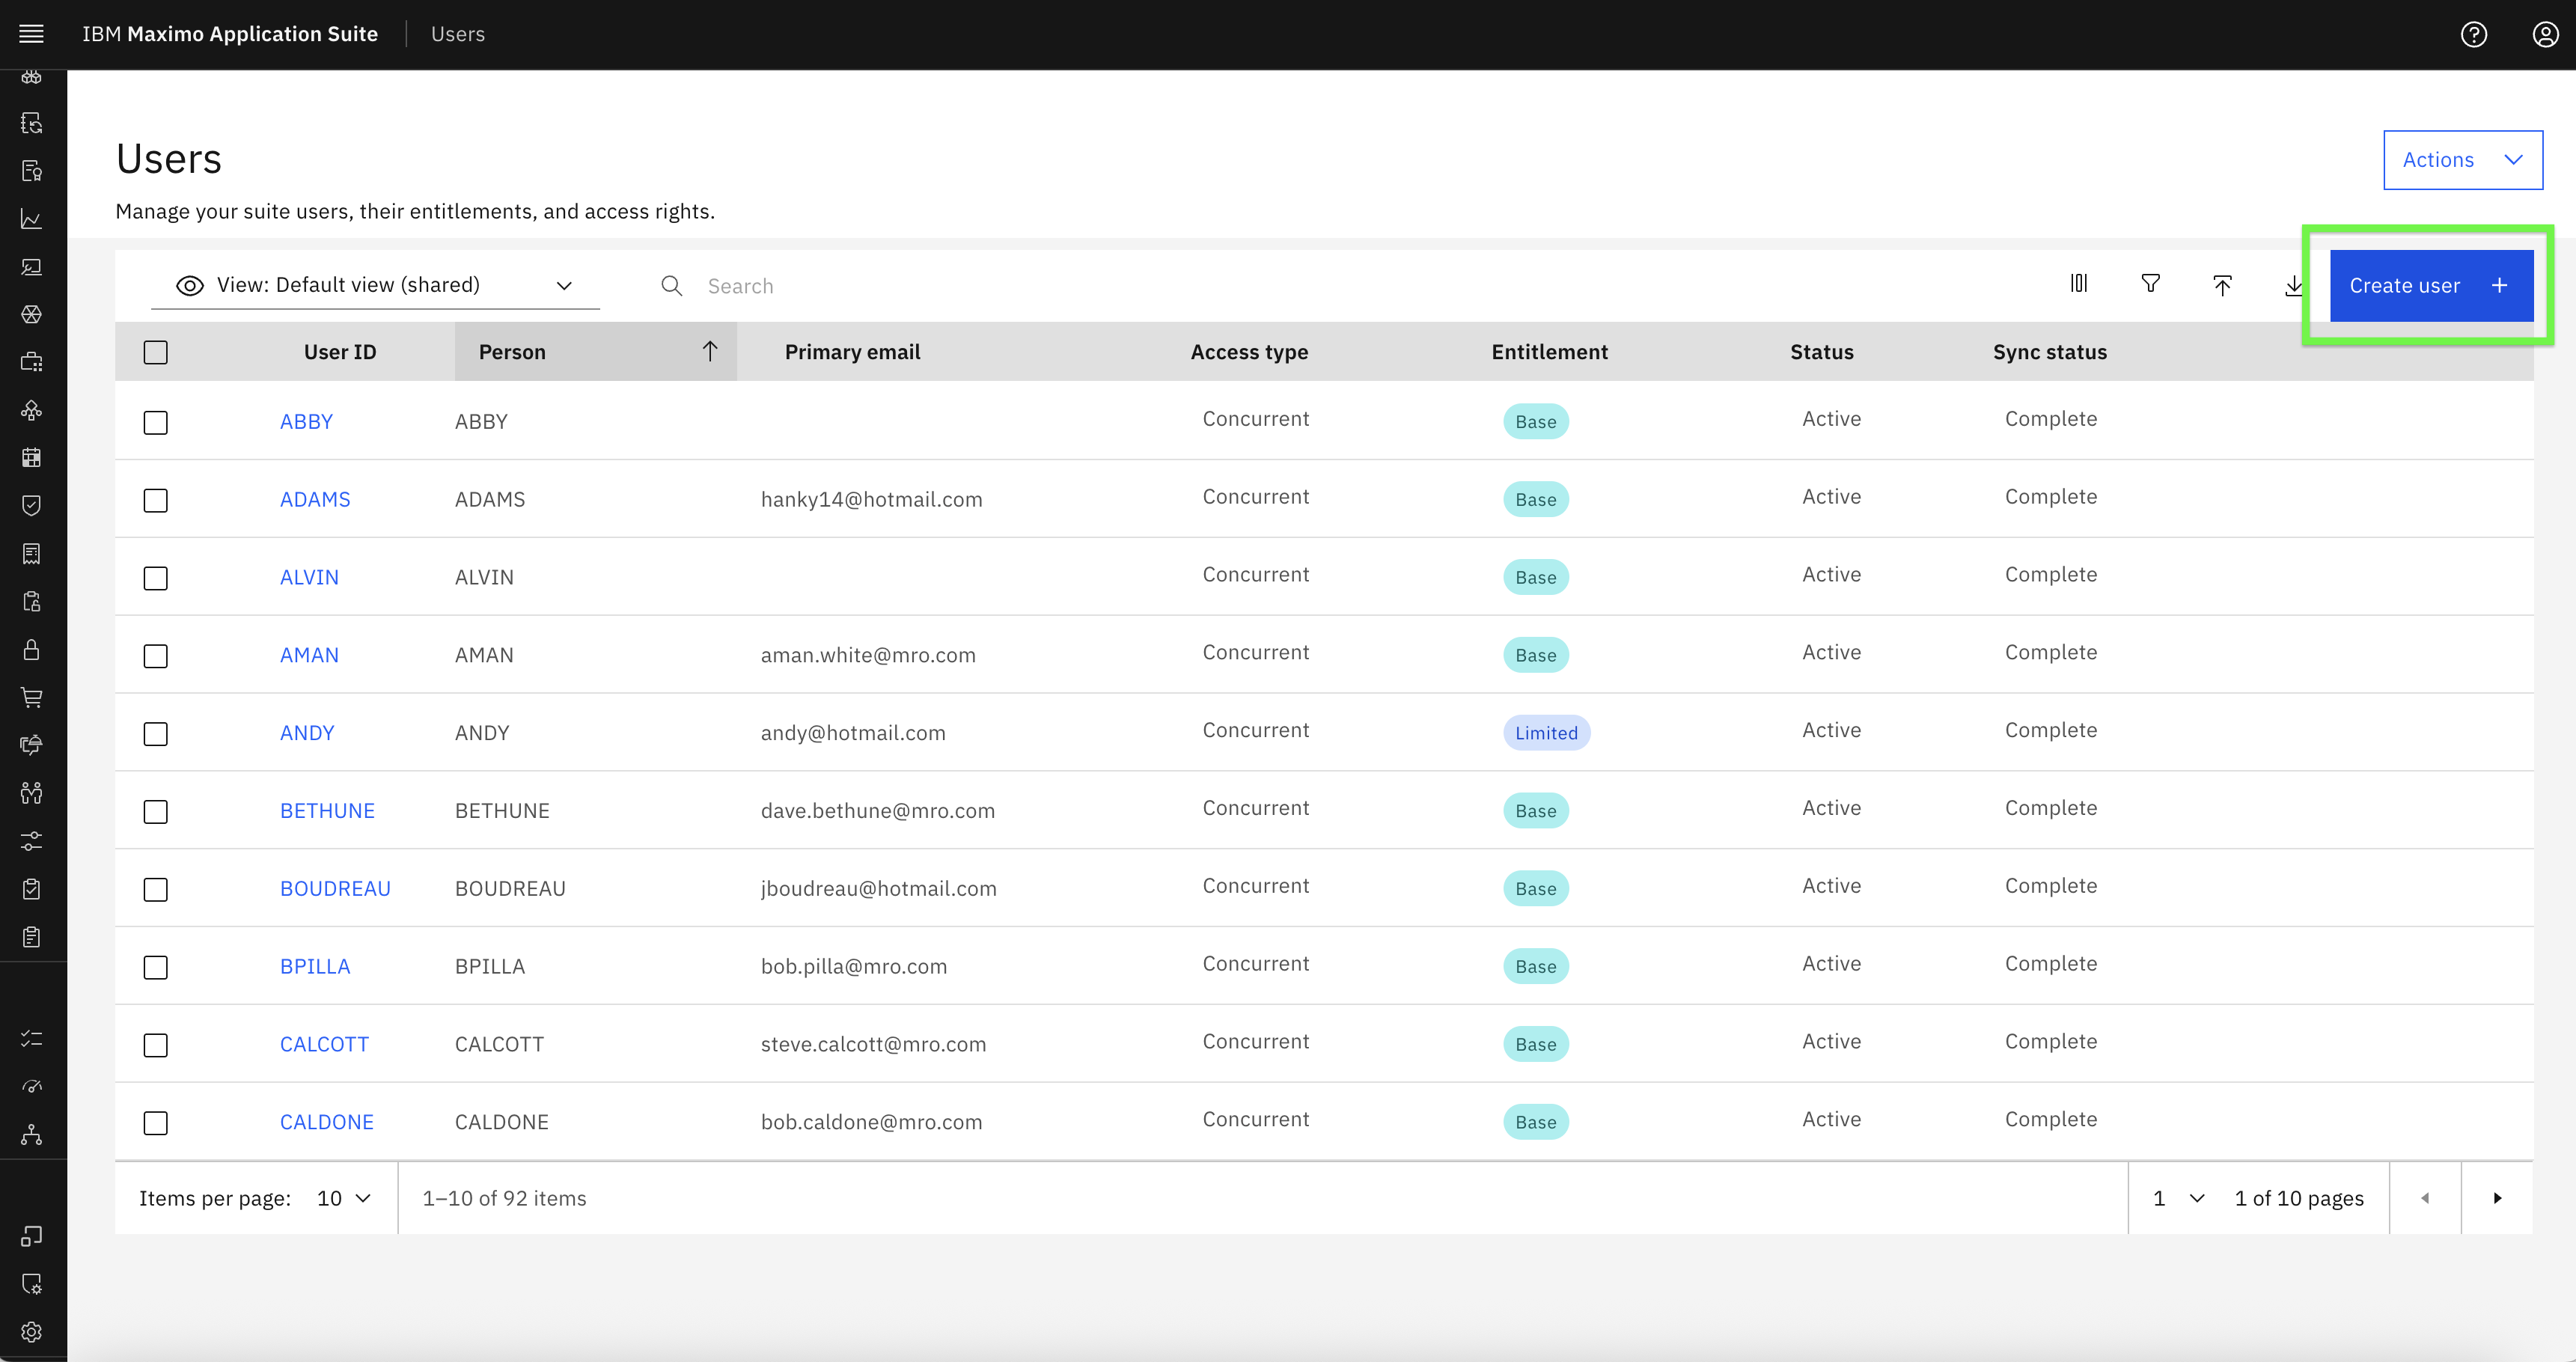 IBM Maximo Application Suite Users
Users
Actions
Manage your suite users, their entitlements, and access rights.
View: Default view (shared) Search Create user +
User ID Person Primary email Access type Entitlement Status Sync status
ABBY ABBY Concurrent Base Active Complete
ADAMS ADAMS hanky14@hotmail.com Concurrent Base Active Complete
ALVIN ALVIN Concurrent Base Active Complete
AMAN AMAN aman.white@mro.com Concurrent Base Active Complete
ANDY ANDY andy@hotmail.com Concurrent Limited Active Complete
BETHUNE BETHUNE dave.bethune@mro.com Concurrent Base Active Complete
BOUDREAU BOUDREAU jboudreau@hotmail.com Concurrent Base Active Complete
BPILLA BPILLA bob.pilla@mro.com Concurrent Base Active Complete
CALCOTT CALCOTT steve.calcott@mro.com Concurrent Base Active Complete
CALDONE CALDONE bob.caldone@mro.com Concurrent Base Active Complete
Items per page: 10 1–10 of 92 items 1 1 of 10 pages